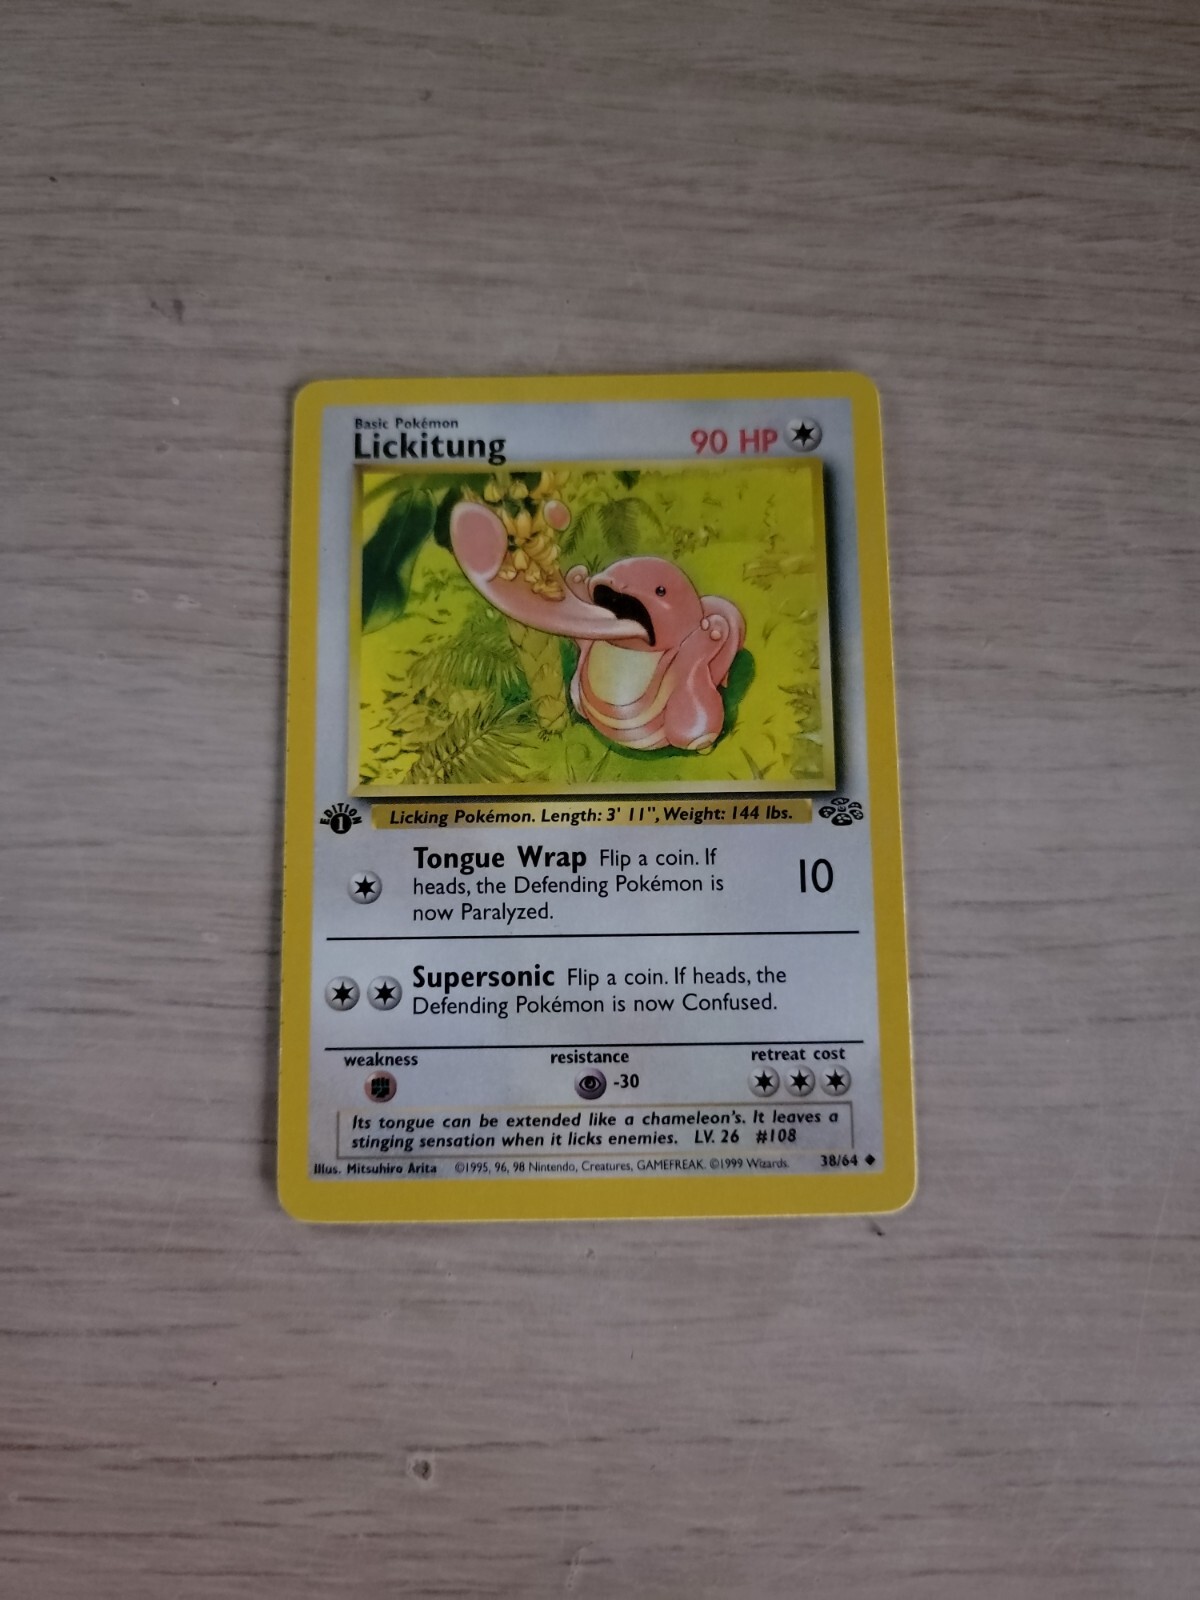 Basic Pokémon
Lickitung 90 HP
EDITION 1
Licking Pokémon. Length: 3' 11", Weight: 144 lbs.
Tongue Wrap Flip a coin. If
heads, the Defending Pokémon is
now Paralyzed.
10
Supersonic Flip a coin. If heads, the
Defending Pokémon is now Confused.
weakness resistance retreat cost
-30
Its tongue can be extended like a chameleon's. It leaves a
stinging sensation when it licks enemies. LV. 26 #108
Illus. Mitsuhiro Arita ©1995, 96, 98 Nintendo, Creatures, GAMEFREAK. ©1999 Wizards. 38/64